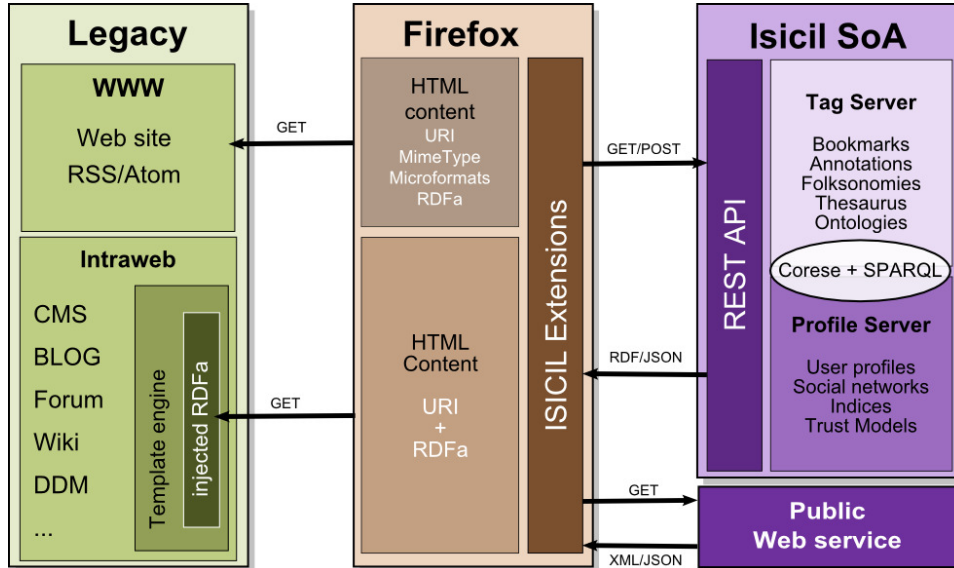 Legacy
WWW
Web site
RSS/Atom
Intraweb
CMS
BLOG
Forum
Wiki
DDM
...
Template engine
injected RDFa
GET
GET
Firefox
HTML
content
URI
MimeType
Microformats
RDFa
HTML
Content
URI
+
RDFa
ISICIL Extensions
GET/POST
RDF/JSON
GET
XML/JSON
Isicil SoA
REST API
Tag Server
Bookmarks
Annotations
Folksonomies
Thesaurus
Ontologies
Corese + SPARQL
Profile Server
User profiles
Social networks
Indices
Trust Models
Public
Web service